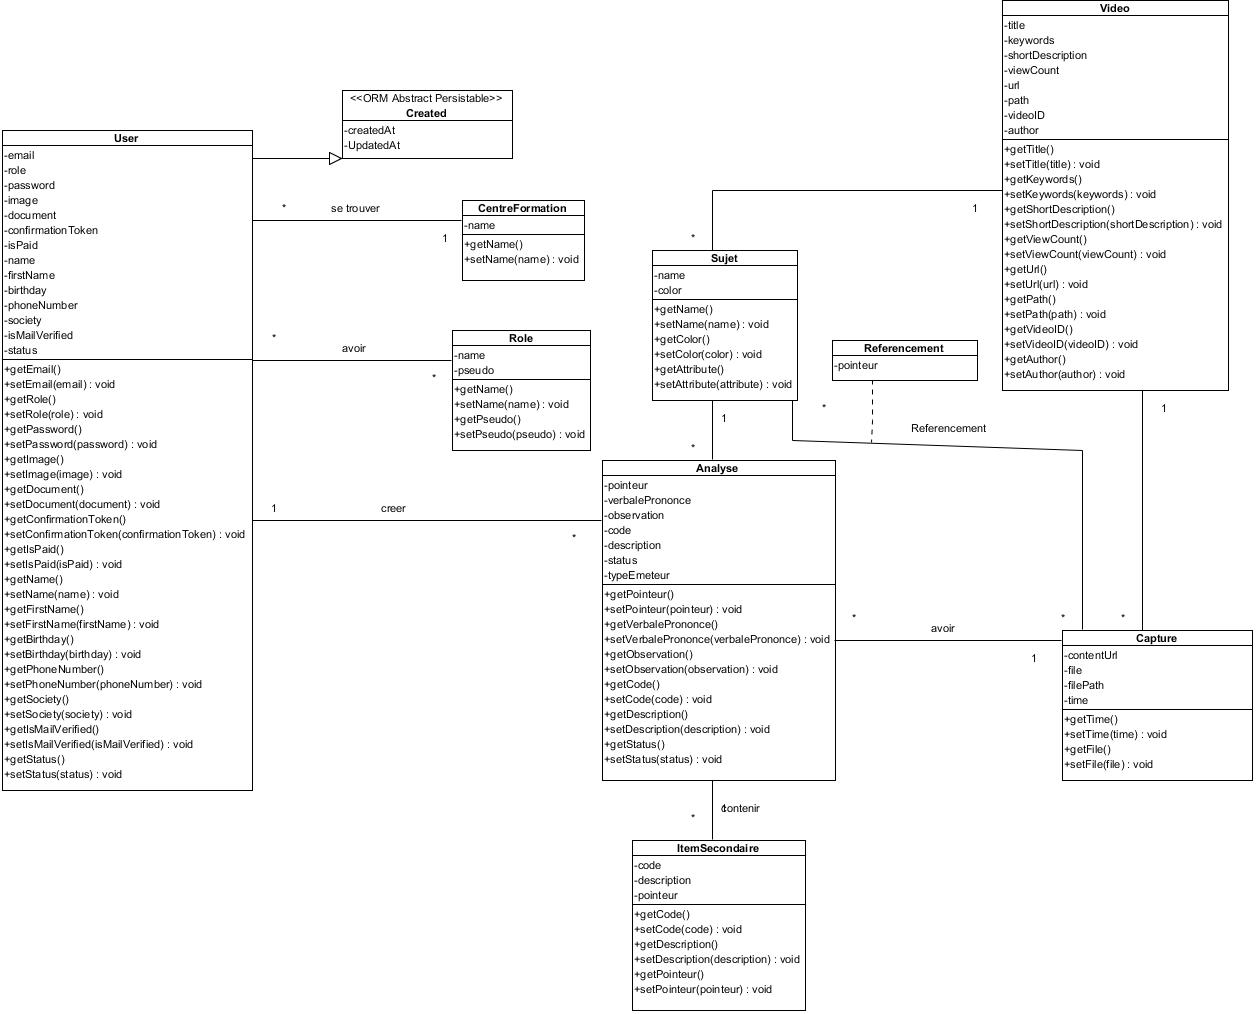 Video
-title
-keywords
-shortDescription
-viewCount
-url
-path
-videoID
-author
+getTitle()
+setTitle(title) : void
+getKeywords()
+setKeywords(keywords) : void
+getShortDescription()
+setShortDescription(shortDescription) : void
+getViewCount()
+setViewCount(viewCount) : void
+getUrl()
+setUrl(url) : void
+getPath()
+setPath(path) : void
+getVideoID()
+setVideoID(videoID) : void
+getAuthor()
+setAuthor(author) : void
<<ORM Abstract Persistable>>
Created
-createdAt
-UpdatedAt
User
-email
-role
-password
-image
-document
-confirmationToken
-isPaid
-name
-firstName
-birthday
-phoneNumber
-society
-isMailVerified
-status
+getEmail()
+setEmail(email) : void
+getRole()
+setRole(role) : void
+getPassword()
+setPassword(password) : void
+getImage()
+setImage(image) : void
+getDocument()
+setDocument(document) : void
+getConfirmationToken()
+setConfirmationToken(confirmationToken) : void
+getIsPaid()
+setIsPaid(isPaid) : void
+getName()
+setName(name) : void
+getFirstName()
+setFirstName(firstName) : void
+getBirthday()
+setBirthday(birthday) : void
+getPhoneNumber()
+setPhoneNumber(phoneNumber) : void
+getSociety()
+setSociety(society) : void
+getIsMailVerified()
+setIsMailVerified(isMailVerified) : void
+getStatus()
+setStatus(status) : void
* se trouver
1
CentreFormation
-name
+getName()
+setName(name) : void
*
avoir
*
Role
-name
-pseudo
+getName()
+setName(name) : void
+getPseudo()
+setPseudo(pseudo) : void
1 creer
*
1
*
Sujet
-name
-color
+getName()
+setName(name) : void
+getColor()
+setColor(color) : void
+getAttribute()
+setAttribute(attribute) : void
Referencement
-pointeur
*
Referencement
*
1
*
1
*
Analyse
-pointeur
-verbalePrononce
-observation
-code
-description
-status
-typeEmeteur
+getPointeur()
+setPointeur(pointeur) : void
+getVerbalePrononce()
+setVerbalePrononce(verbalePrononce) : void
+getObservation()
+setObservation(observation) : void
+getCode()
+setCode(code) : void
+getDescription()
+setDescription(description) : void
+getStatus()
+setStatus(status) : void
*
avoir
1
Capture
-contentUrl
-file
-filePath
-time
+getTime()
+setTime(time) : void
+getFile()
+setFile(file) : void
1
contenir
*
ItemSecondaire
-code
-description
-pointeur
+getCode()
+setCode(code) : void
+getDescription()
+setDescription(description) : void
+getPointeur()
+setPointeur(pointeur) : void